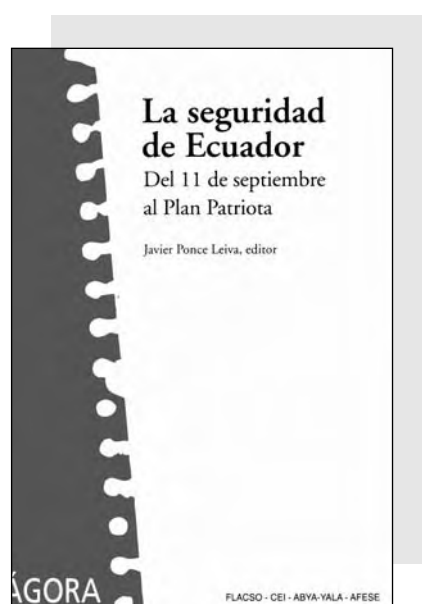 La seguridad
de Ecuador
Del 11 de septiembre
al Plan Patriota
Javier Ponce Leiva, editor
ÁGORA
FLACSO - CEI - ABYA-YALA - AFESE